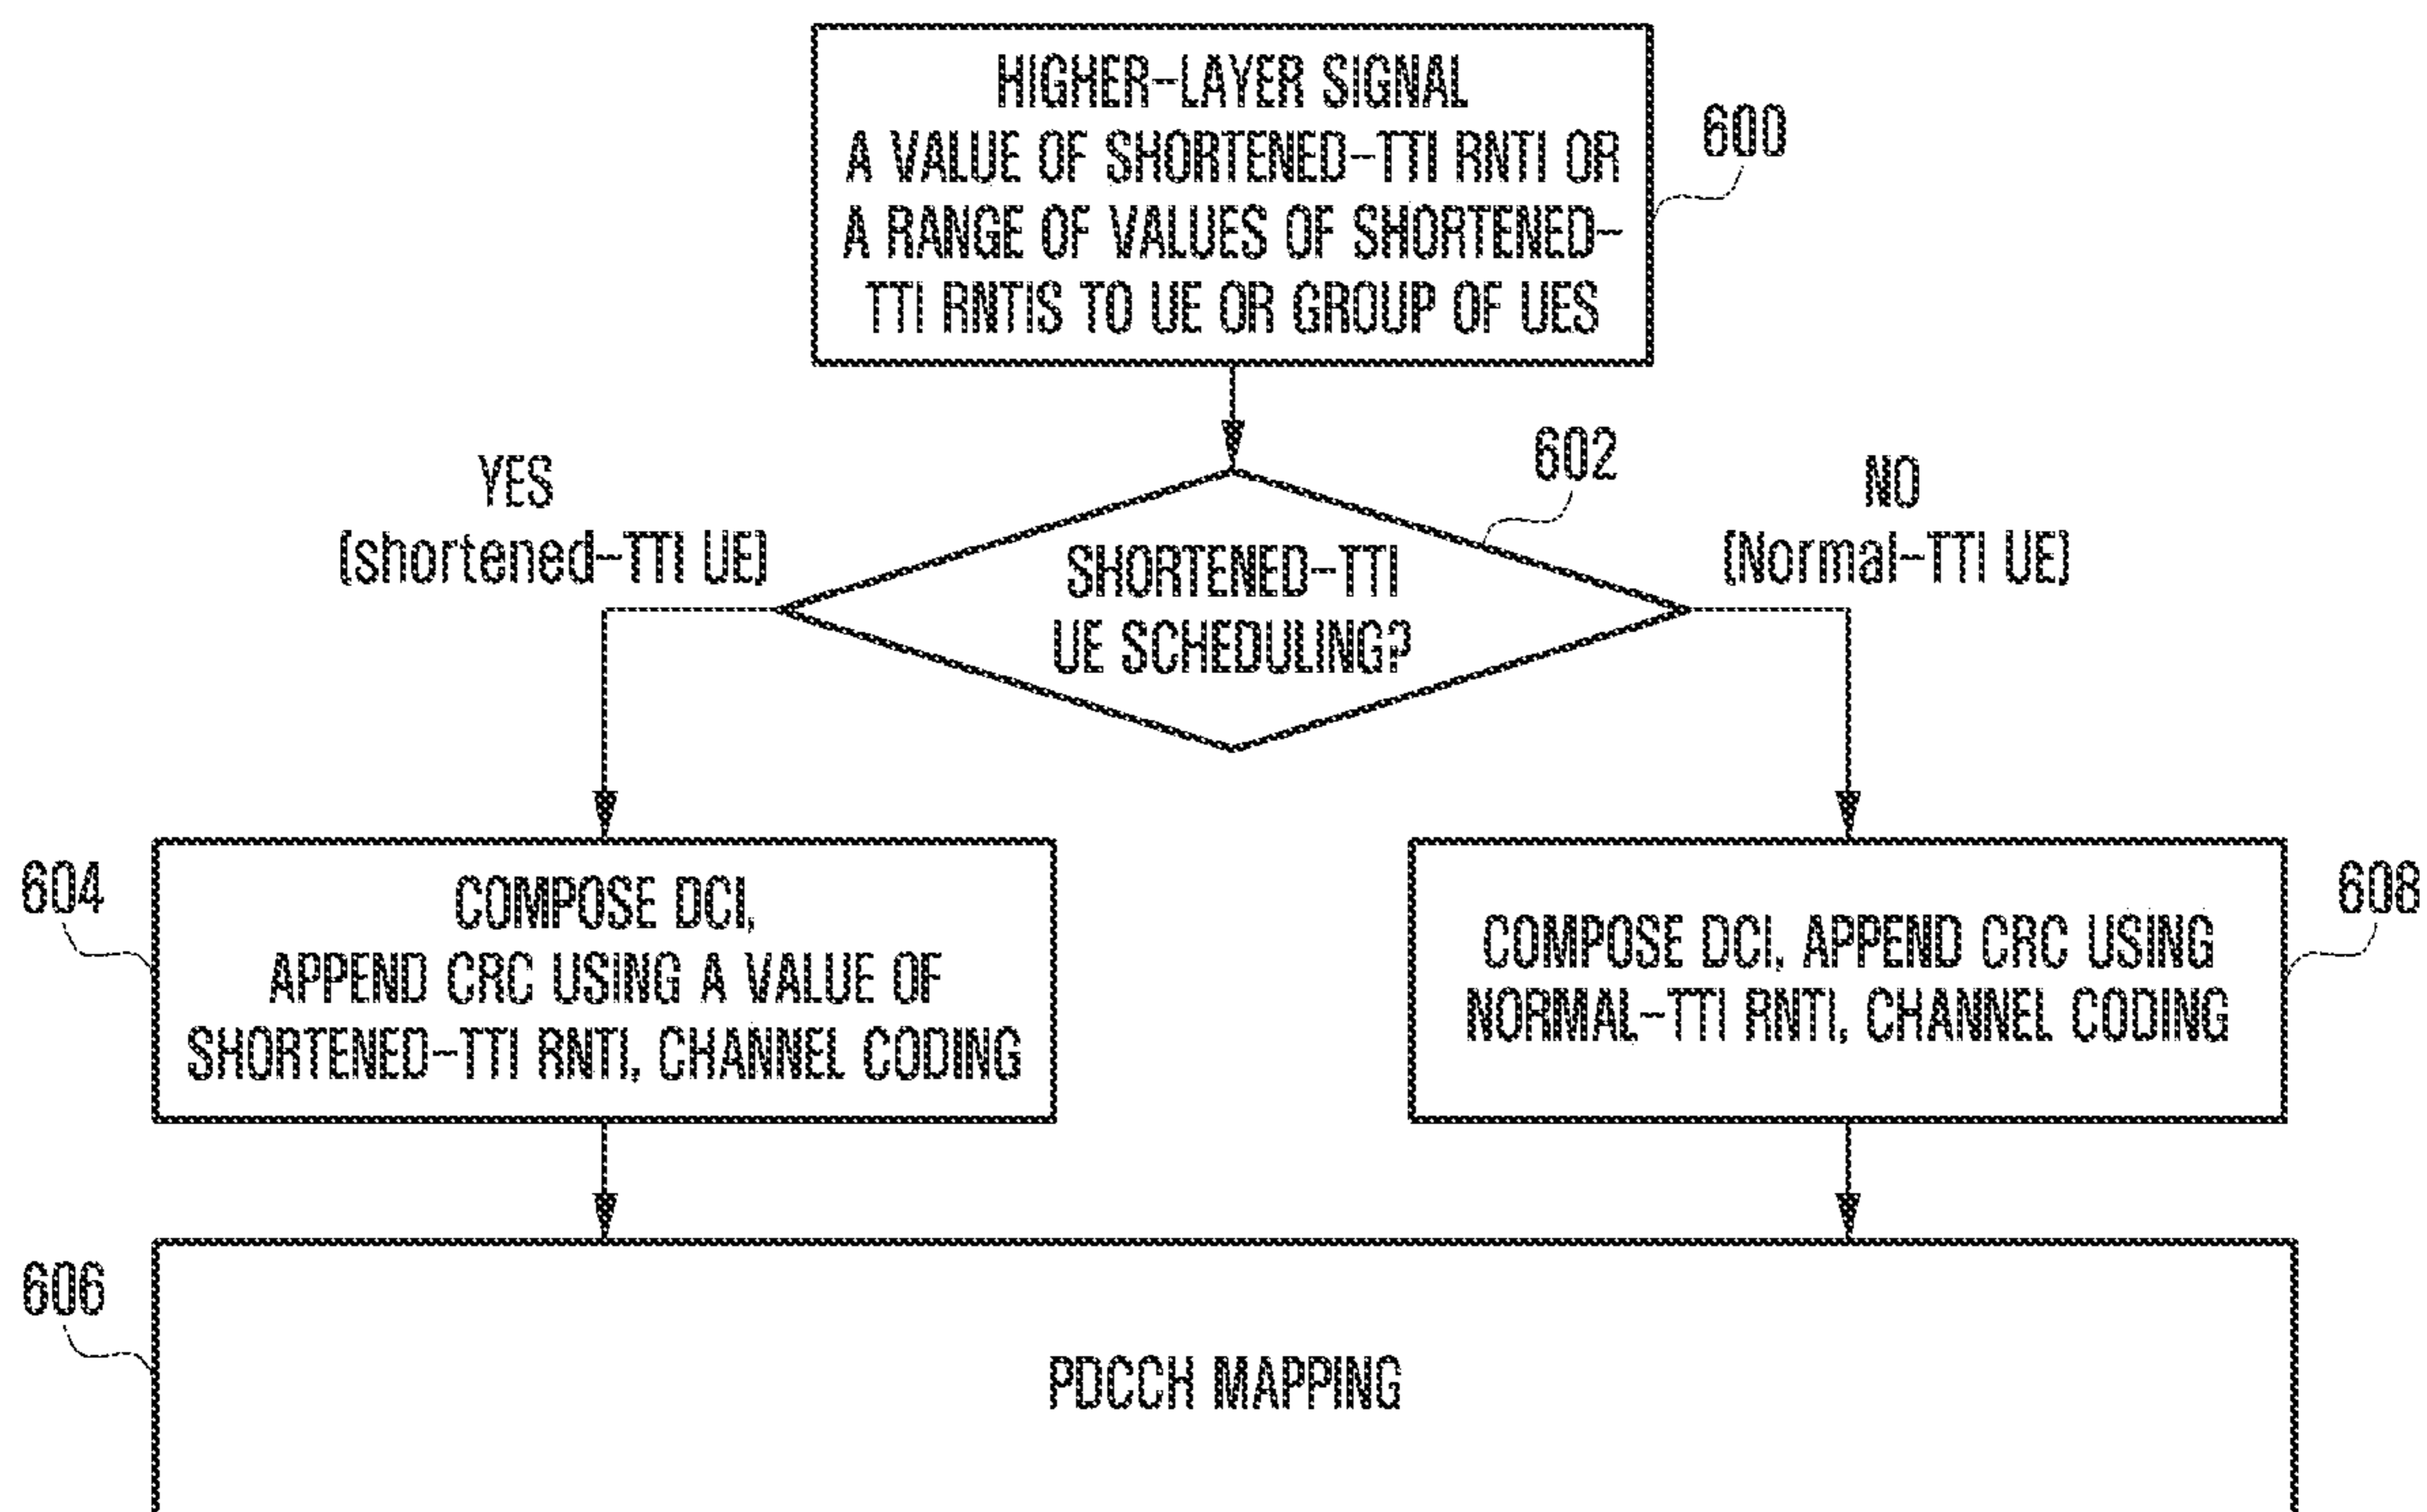 HIGHER-LAYER SIGNAL
A VALUE OF SHORTENED-TTI RNTI OR
A RANGE OF VALUES OF SHORTENED-
TTI RNTIS TO UE OR GROUP OF UES
600
602
YES
(shortened-TTI UE)
NO
(Normal-TTI UE)
SHORTENED-TTI
UE SCHEDULING?
604
COMPOSE DCI,
APPEND CRC USING A VALUE OF
SHORTENED-TTI RNTI, CHANNEL CODING
COMPOSE DCI, APPEND CRC USING
NORMAL-TTI RNTI, CHANNEL CODING
608
606
PDCCH MAPPING